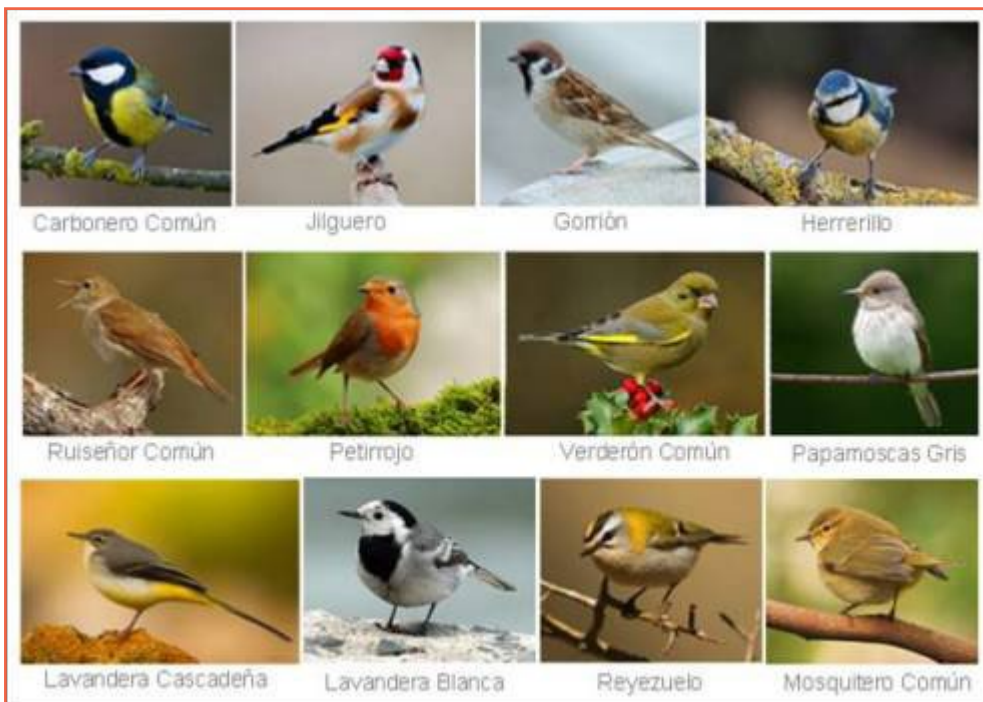 Carbonero Común
Jilguero
Gorrión
Herrerillo
Ruiseñor Común
Petirrojo
Verderón Común
Papamoscas Gris
Lavandera Cascadeña
Lavandera Blanca
Reyezuelo
Mosquitero Común